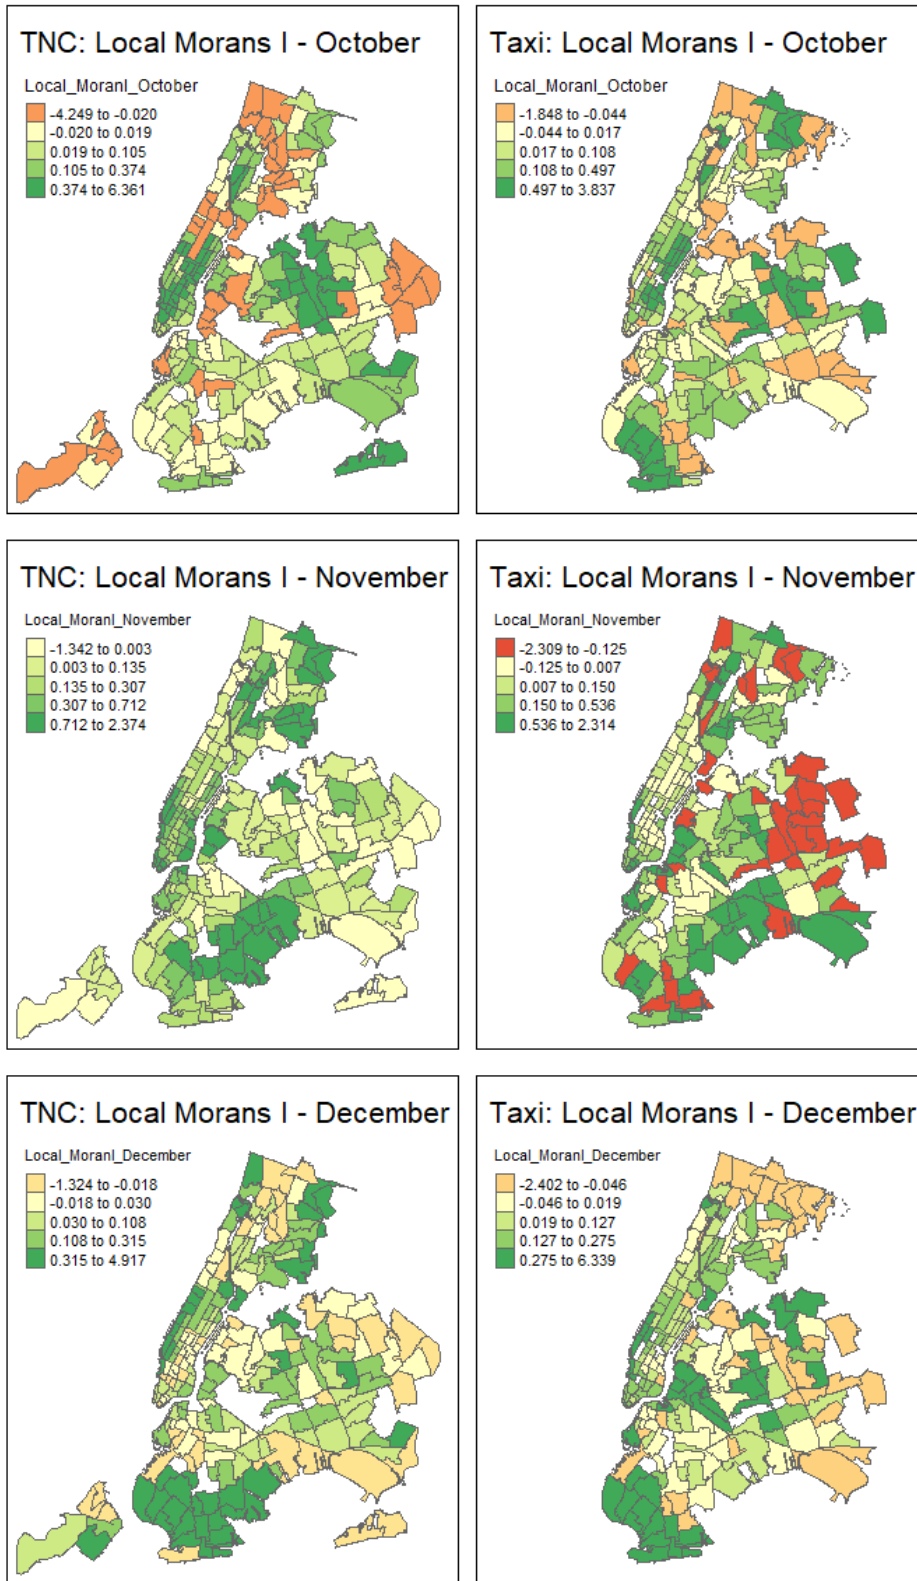 TNC: Local Morans I - October
Local_MoranI_October
-4.249 to -0.020
-0.020 to 0.019
0.019 to 0.105
0.105 to 0.374
0.374 to 6.361
Taxi: Local Morans I - October
Local_MoranI_October
-1.848 to -0.044
-0.044 to 0.017
0.017 to 0.108
0.108 to 0.497
0.497 to 3.837
TNC: Local Morans I - November
Local_MoranI_November
-1.342 to 0.003
0.003 to 0.135
0.135 to 0.307
0.307 to 0.712
0.712 to 2.374
Taxi: Local Morans I - November
Local_MoranI_November
-2.309 to -0.125
-0.125 to 0.007
0.007 to 0.150
0.150 to 0.536
0.536 to 2.314
TNC: Local Morans I - December
Local_MoranI_December
-1.324 to -0.018
-0.018 to 0.030
0.030 to 0.108
0.108 to 0.315
0.315 to 4.917
Taxi: Local Morans I - December
Local_MoranI_December
-2.402 to -0.046
-0.046 to 0.019
0.019 to 0.127
0.127 to 0.275
0.275 to 6.339